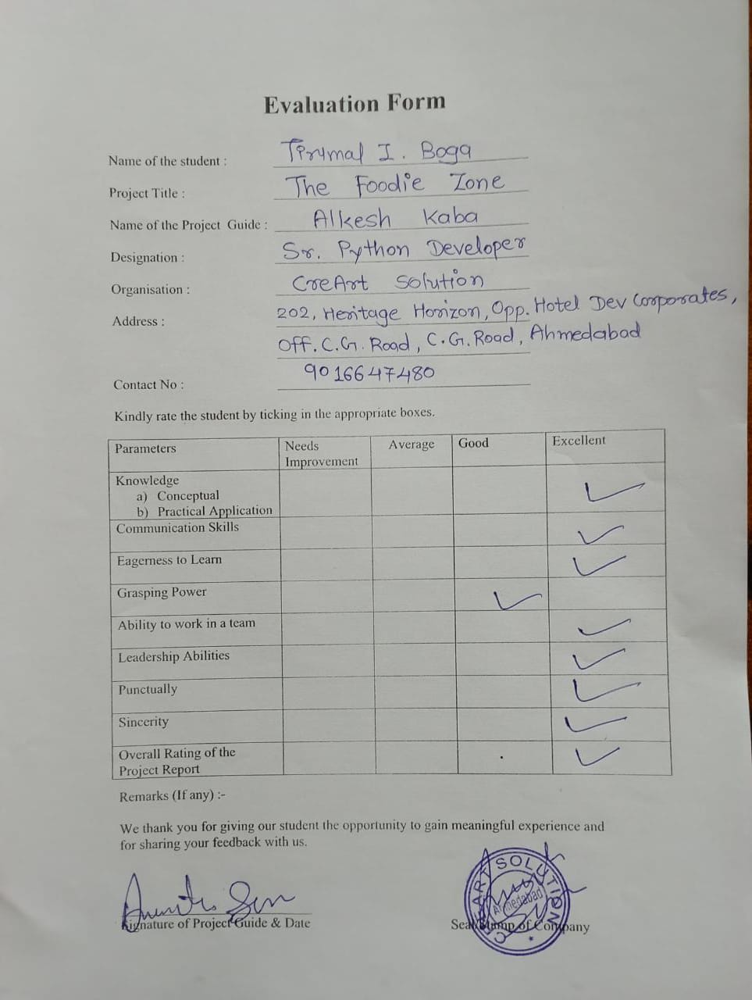 Evaluation Form
Name of the student : Tirumal I. Boga
Project Title : The Foodie Zone
Name of the Project Guide : Alkesh Kaba
Designation : Sr. Python Developer
Organisation : CreArt Solution
Address : 202, Heritage Horizon, Opp. Hotel Dev Corporates,
Off. C.G. Road, C.G. Road, Ahmedabad
Contact No : 9016647480
Kindly rate the student by ticking in the appropriate boxes.
Parameters Needs Improvement Average Good Excellent
Knowledge
a) Conceptual
b) Practical Application ✓
Communication Skills ✓
Eagerness to Learn ✓
Grasping Power ✓
Ability to work in a team ✓
Leadership Abilities ✓
Punctually ✓
Sincerity ✓
Overall Rating of the
Project Report ✓
Remarks (If any) :-
We thank you for giving our student the opportunity to gain meaningful experience and
for sharing your feedback with us.
CREART SOLUTION
Ahmedabad
Signature of Project Guide & Date
Seal/Stamp of Company